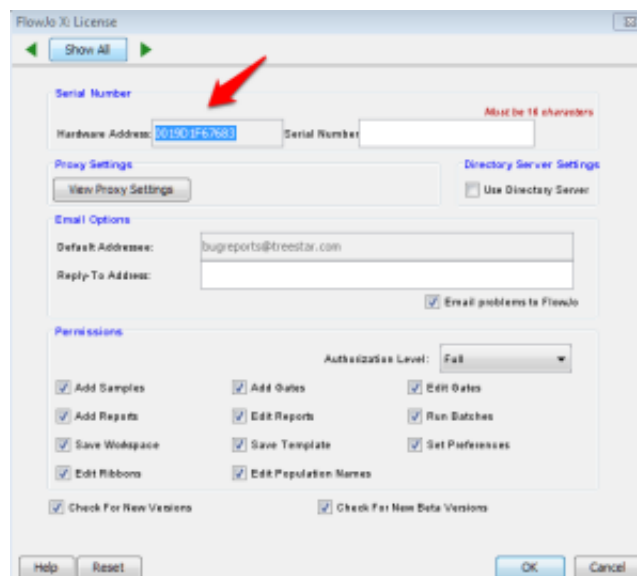 FlowJo X: License
Show All
Serial Number
Must be 16 characters
Hardware Address: 0019D1F67683 Serial Number
Proxy Settings Directory Server Settings
View Proxy Settings Use Directory Server
Email Options
Default Addressee: bugreports@treestar.com
Reply-To Address:
Email problems to FlowJo
Permissions
Authorization Level: Full
Add Samples Add Gates Edit Gates
Add Reports Edit Reports Run Batches
Save Workspace Save Template Set Preferences
Edit Ribbons Edit Population Names
Check For New Versions Check For New Beta Versions
Help Reset OK Cancel